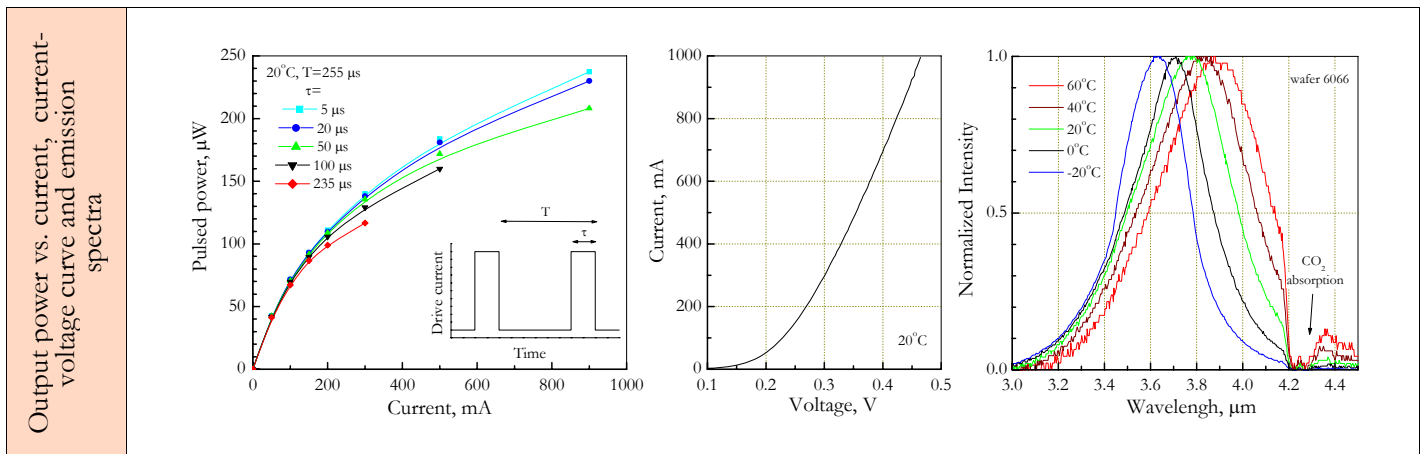 Output power vs. current, current-
voltage curve and emission
spectra
250
200
150
100
50
0
Pulsed power, μW
20°C, T=255 μs
τ=
5 μs
20 μs
50 μs
100 μs
235 μs
T
τ
Drive current
Time
0 200 400 600 800 1000
Current, mA
1000
800
600
400
200
0
Current, mA
20°C
0.1 0.2 0.3 0.4 0.5
Voltage, V
1.0
0.5
0.0
Normalized Intensity
wafer 6066
60°C
40°C
20°C
0°C
-20°C
CO2
absorption
3.0 3.2 3.4 3.6 3.8 4.0 4.2 4.4
Wavelengh, μm